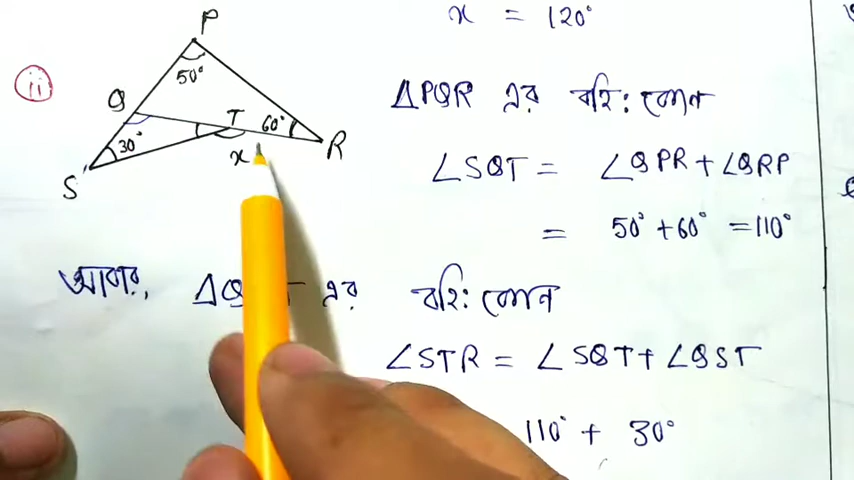 ii
P
50°
Q
T
60°
R
30°
x
S
x = 120°
ΔPQR এর বহি: কোন
∠SQT = ∠QPR + ∠QRP
= 50° + 60° = 110°
আবার, এর বহি: কোন
∠STR = ∠SQT + ∠QST
110° + 30°